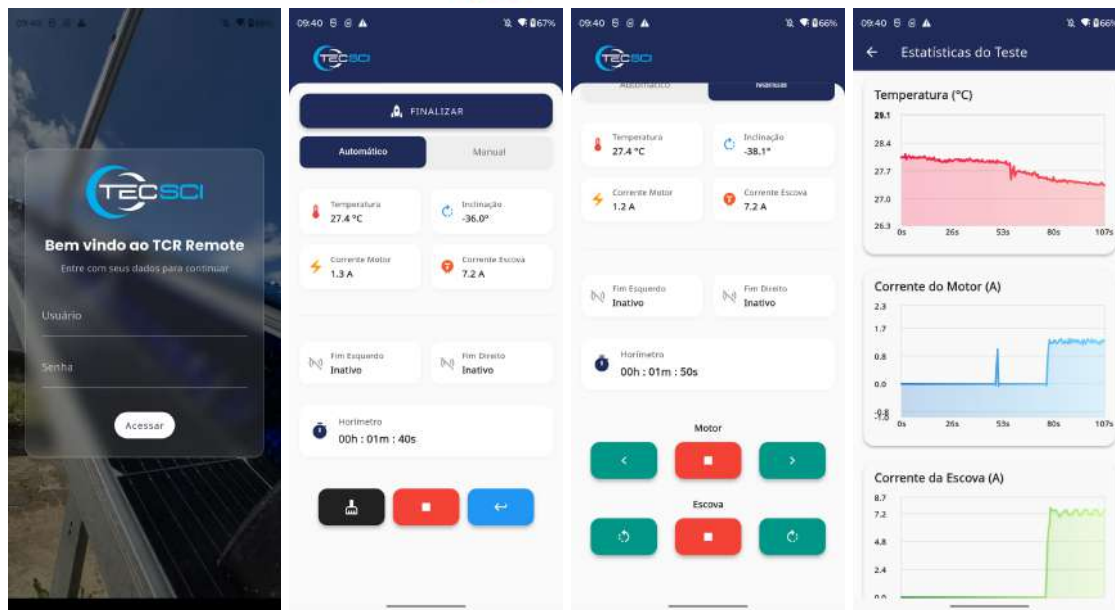 TECSCI
Bem vindo ao TCR Remote
Entre com seus dados para continuar
Usuário
Senha
Acessar
09:40
67%
TECSCI
FINALIZAR
Automático
Manual
Temperatura
27.4 °C
Inclinação
-36.0°
Corrente Motor
1.3 A
Corrente Escova
7.2 A
Fim Esquerdo
Inativo
Fim Direito
Inativo
Horímetro
00h : 01m : 40s
09:40
66%
TECSCI
Automático
Manual
Temperatura
27.4 °C
Inclinação
-38.1°
Corrente Motor
1.2 A
Corrente Escova
7.2 A
Fim Esquerdo
Inativo
Fim Direito
Inativo
Horímetro
00h : 01m : 50s
Motor
Escova
09:40
66%
Estatísticas do Teste
Temperatura (°C)
29.1
28.4
27.7
27.0
26.3
0s 26s 53s 80s 107s
Corrente do Motor (A)
2.3
1.7
0.8
0.0
0s 26s 53s 80s 107s
Corrente da Escova (A)
8.7
7.2
4.8
2.4
0.0